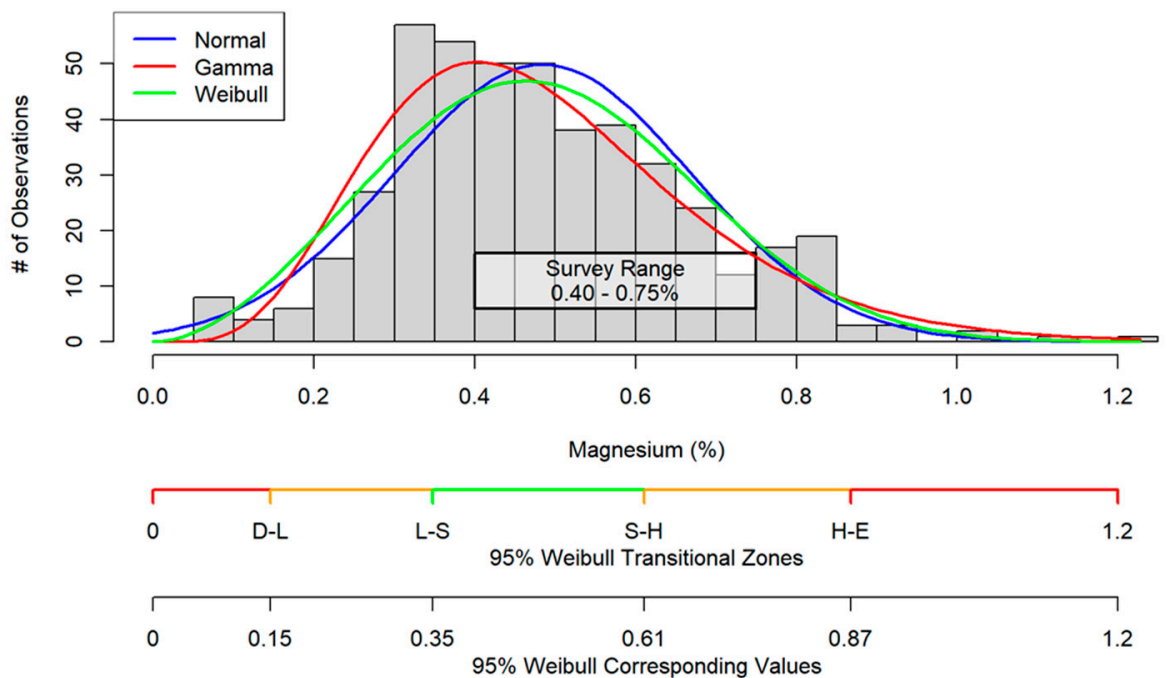 Normal
Gamma
Weibull
# of Observations
50
40
30
20
10
0
Survey Range
0.40 - 0.75%
0.0 0.2 0.4 0.6 0.8 1.0 1.2
Magnesium (%)
0 D-L L-S S-H H-E 1.2
95% Weibull Transitional Zones
0 0.15 0.35 0.61 0.87 1.2
95% Weibull Corresponding Values